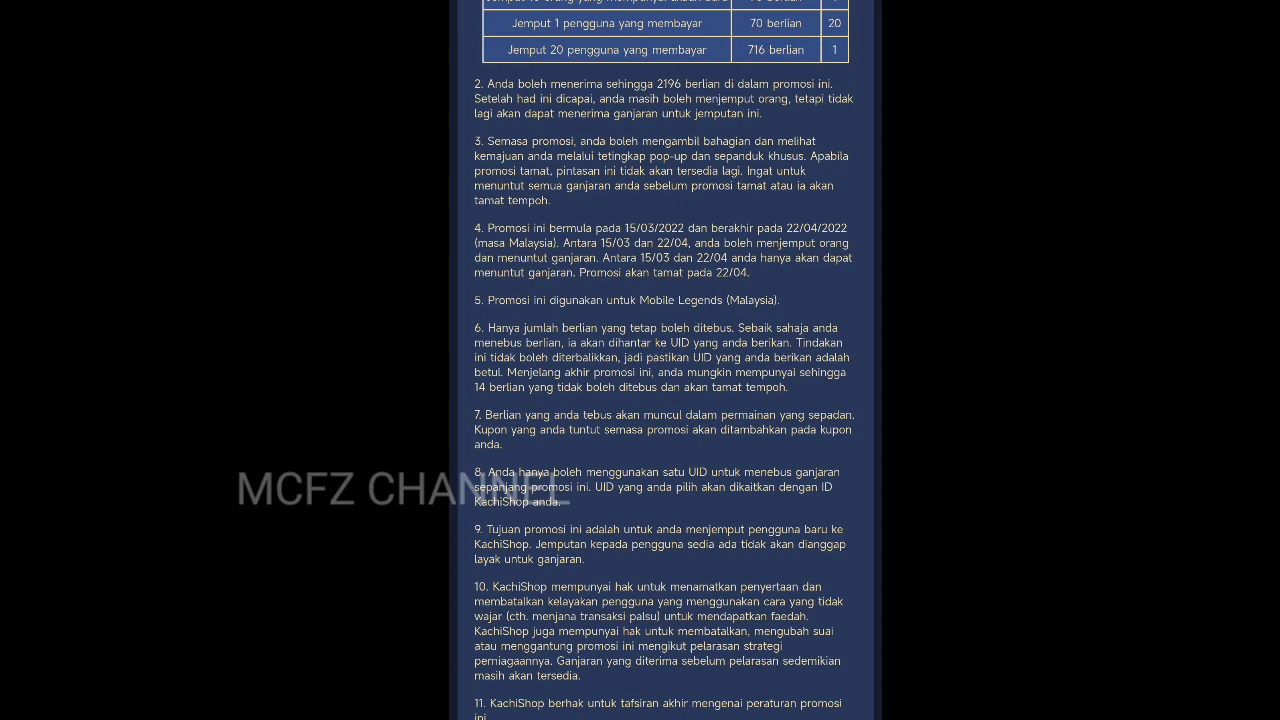 Jemput 1 pengguna yang membayar 70 berlian 20
Jemput 20 pengguna yang membayar 716 berlian 1
2. Anda boleh menerima sehingga 2196 berlian di dalam promosi ini.
Setelah had ini dicapai, anda masih boleh menjemput orang, tetapi tidak
lagi akan dapat menerima ganjaran untuk jemputan ini.
3. Semasa promosi, anda boleh mengambil bahagian dan melihat
kemajuan anda melalui tetingkap pop-up dan sepanduk khusus. Apabila
promosi tamat, pintasan ini tidak akan tersedia lagi. Ingat untuk
menuntut semua ganjaran anda sebelum promosi tamat atau ia akan
tamat tempoh.
4. Promosi ini bermula pada 15/03/2022 dan berakhir pada 22/04/2022
(masa Malaysia). Antara 15/03 dan 22/04, anda boleh menjemput orang
dan menuntut ganjaran. Antara 15/03 dan 22/04 anda hanya akan dapat
menuntut ganjaran. Promosi akan tamat pada 22/04.
5. Promosi ini digunakan untuk Mobile Legends (Malaysia).
6. Hanya jumlah berlian yang tetap boleh ditebus. Sebaik sahaja anda
menebus berlian, ia akan dihantar ke UID yang anda berikan. Tindakan
ini tidak boleh diterbalikkan, jadi pastikan UID yang anda berikan adalah
betul. Menjelang akhir promosi ini, anda mungkin mempunyai sehingga
14 berlian yang tidak boleh ditebus dan akan tamat tempoh.
7. Berlian yang anda tebus akan muncul dalam permainan yang sepadan.
Kupon yang anda tuntut semasa promosi akan ditambahkan pada kupon
anda.
8. Anda hanya boleh menggunakan satu UID untuk menebus ganjaran
sepanjang promosi ini. UID yang anda pilih akan dikaitkan dengan ID
KachiShop anda.
MCFZ CHANNEL
9. Tujuan promosi ini adalah untuk anda menjemput pengguna baru ke
KachiShop. Jemputan kepada pengguna sedia ada tidak akan dianggap
layak untuk ganjaran.
10. KachiShop mempunyai hak untuk menamatkan penyertaan dan
membatalkan kelayakan pengguna yang menggunakan cara yang tidak
wajar (cth. menjana transaksi palsu) untuk mendapatkan faedah.
KachiShop juga mempunyai hak untuk membatalkan, mengubah suai
atau menggantung promosi ini mengikut pelarasan strategi
perniagaannya. Ganjaran yang diterima sebelum pelarasan sedemikian
masih akan tersedia.
11. KachiShop berhak untuk tafsiran akhir mengenai peraturan promosi
ini.